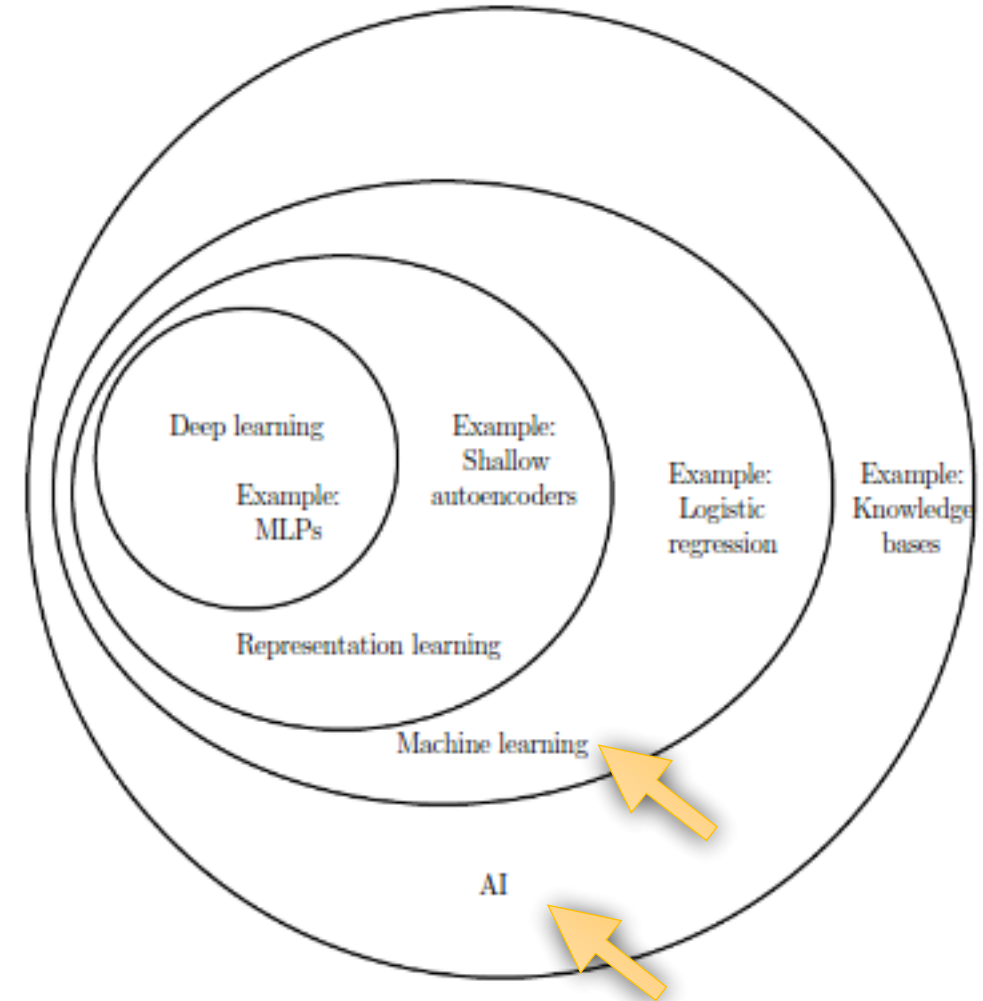 Deep learning
Example:
MLPs
Example:
Shallow
autoencoders
Example:
Logistic
regression
Example:
Knowledge
bases
Representation learning
Machine learning
AI